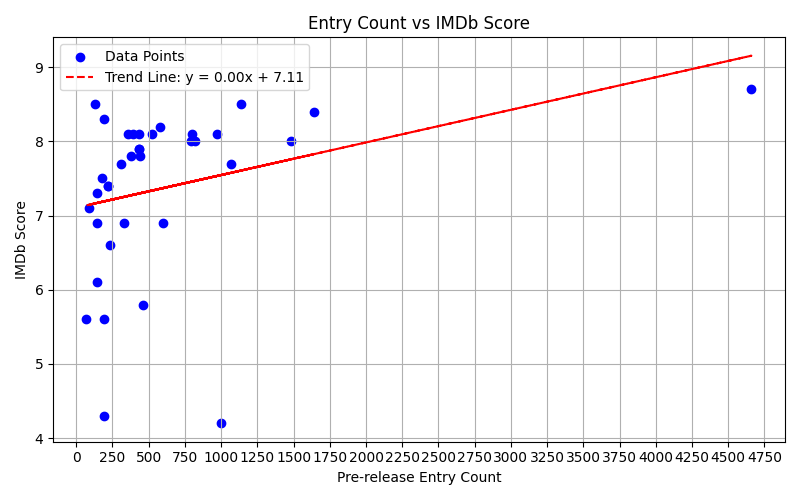 Entry Count vs IMDb Score
Data Points
Trend Line: y = 0.00x + 7.11
9
8
7
6
5
4
IMDb Score
0 250 500 750 1000 1250 1500 1750 2000 2250 2500 2750 3000 3250 3500 3750 4000 4250 4500 4750
Pre-release Entry Count